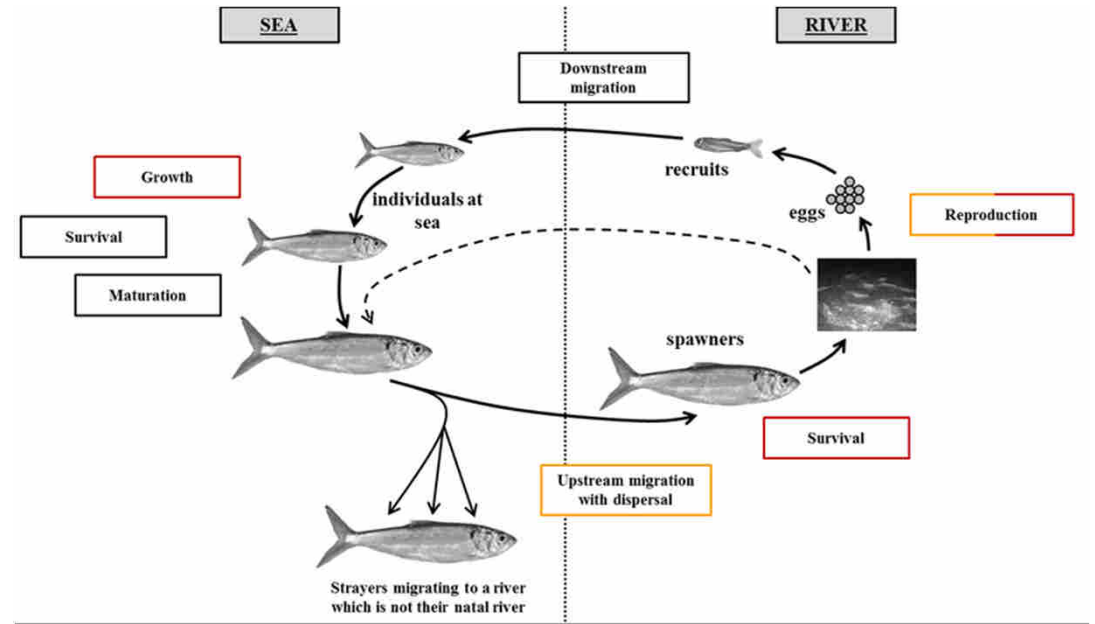 SEA
RIVER
Downstream
migration
recruits
Growth
individuals at
sea
eggs
Reproduction
Survival
Maturation
spawners
Survival
Upstream migration
with dispersal
Strayers migrating to a river
which is not their natal river